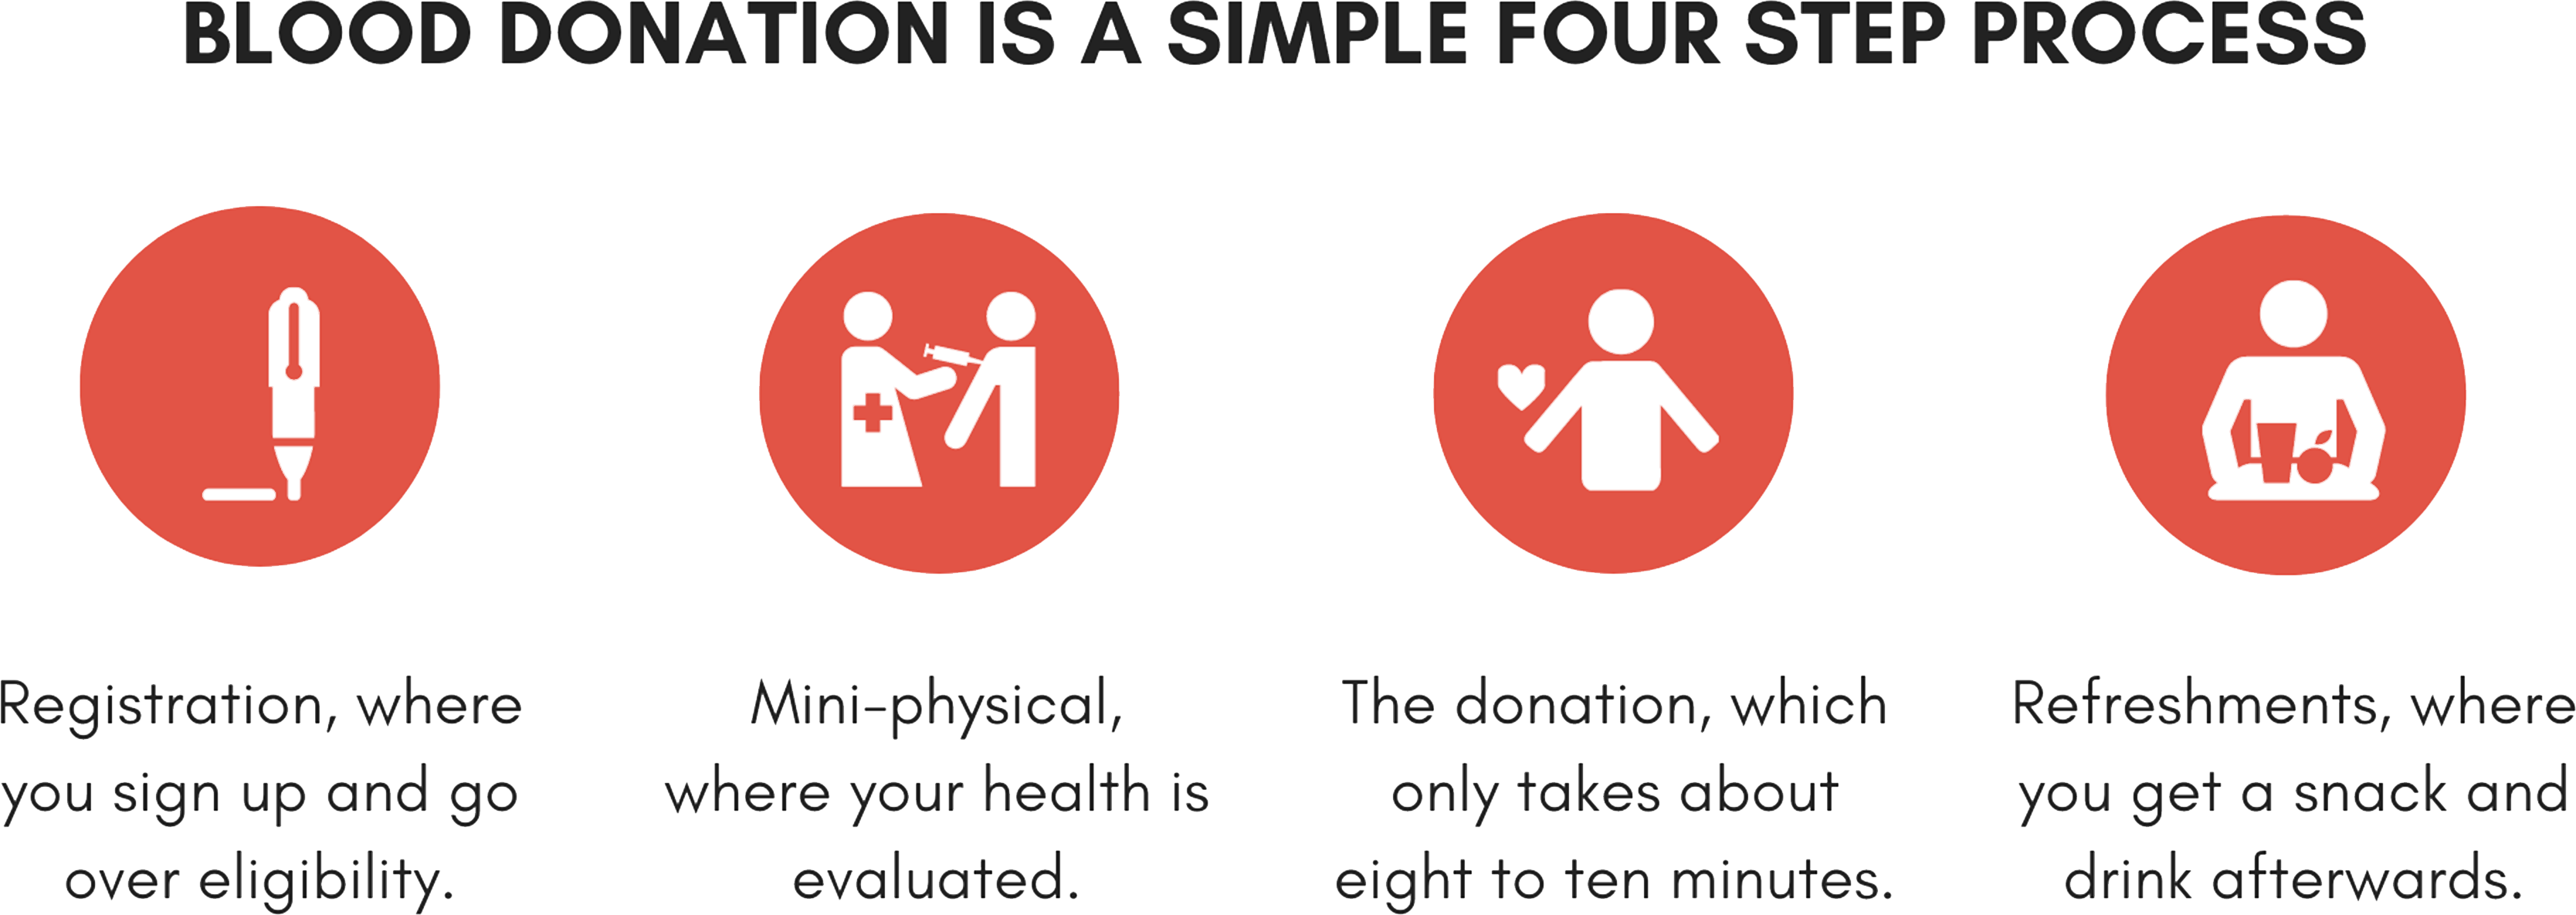 BLOOD DONATION IS A SIMPLE FOUR STEP PROCESS
Registration, where
you sign up and go
over eligibility.
Mini-physical,
where your health is
evaluated.
The donation, which
only takes about
eight to ten minutes.
Refreshments, where
you get a snack and
drink afterwards.